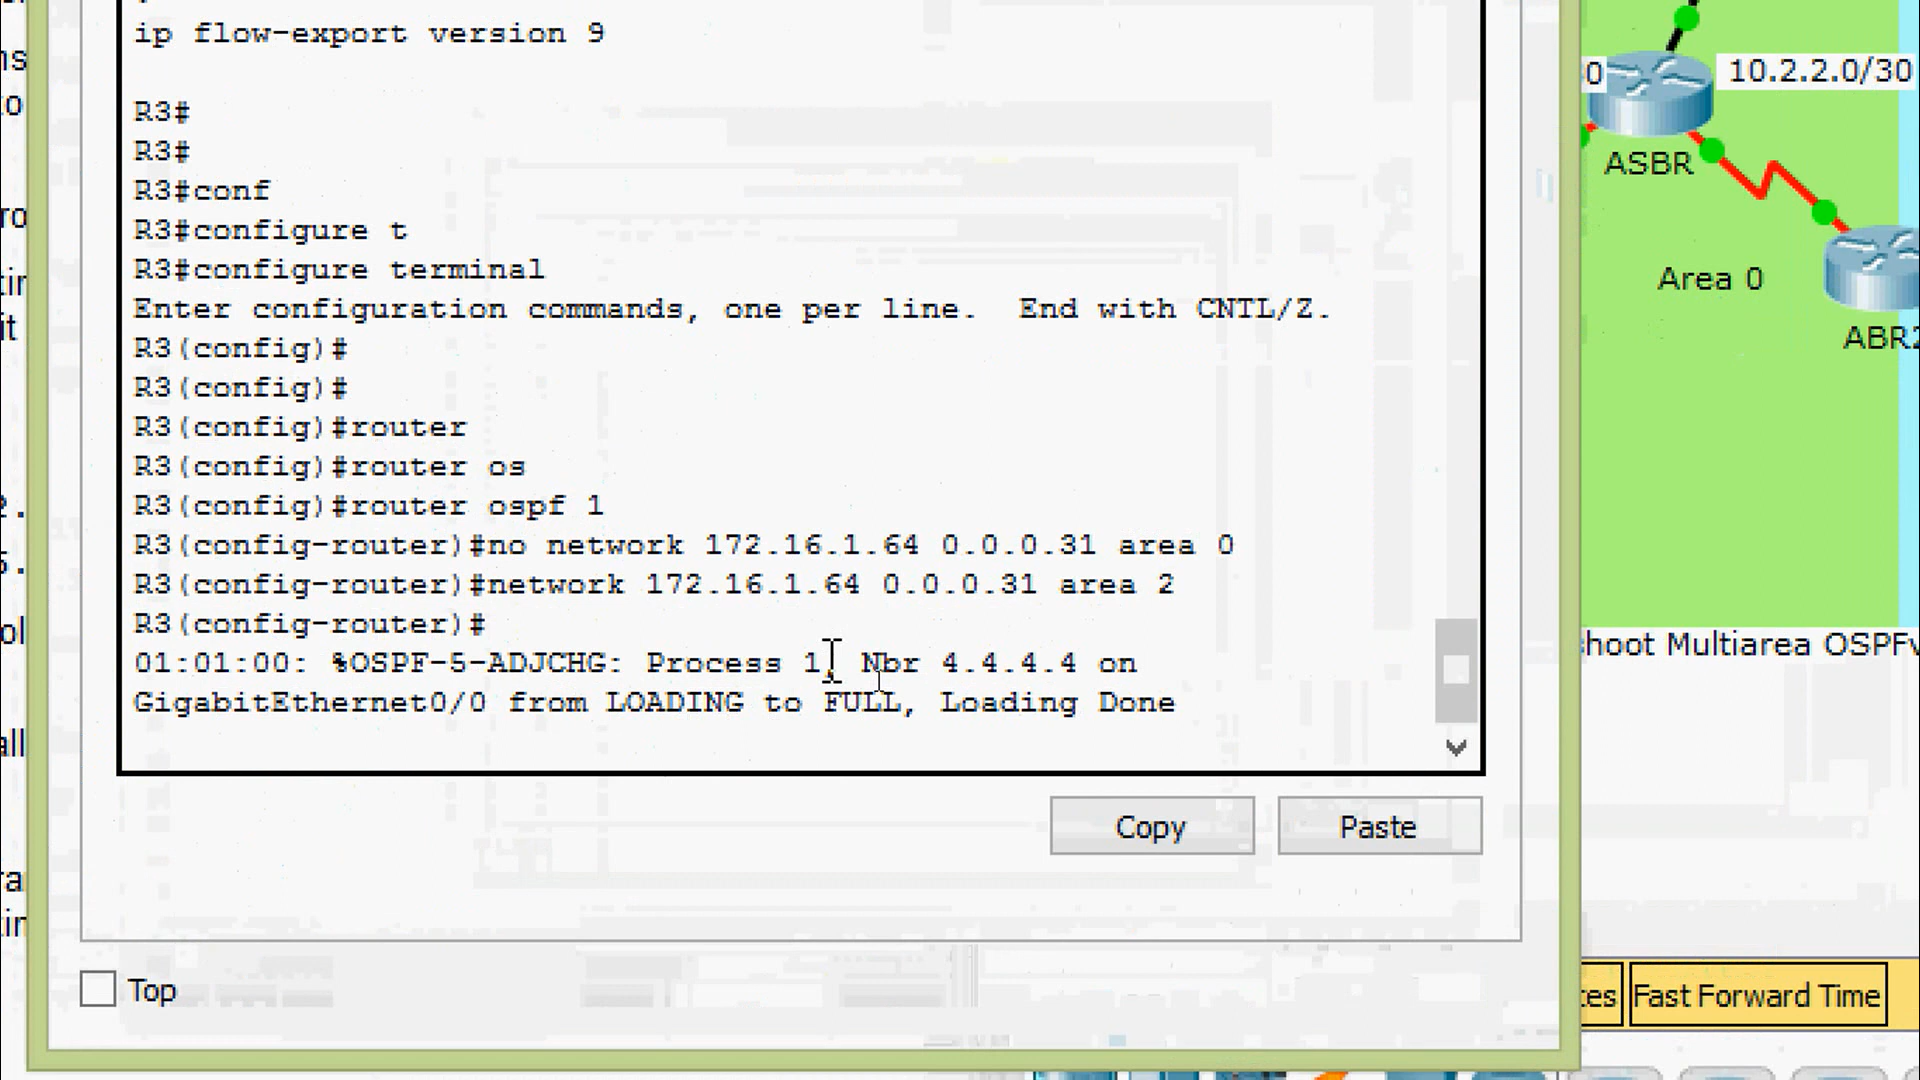 ip flow-export version 9
R3#
R3#
R3#conf
R3#configure t
R3#configure terminal
Enter configuration commands, one per line.  End with CNTL/Z.
R3(config)#
R3(config)#
R3(config)#router
R3(config)#router os
R3(config)#router ospf 1
R3(config-router)#no network 172.16.1.64 0.0.0.31 area 0
R3(config-router)#network 172.16.1.64 0.0.0.31 area 2
R3(config-router)#
01:01:00: %OSPF-5-ADJCHG: Process 1, Nbr 4.4.4.4 on
GigabitEthernet0/0 from LOADING to FULL, Loading Done
Copy
Paste
Top
10.2.2.0/30
ASBR
Area 0
ABR2
Multiarea OSPFv
Fast Forward Time